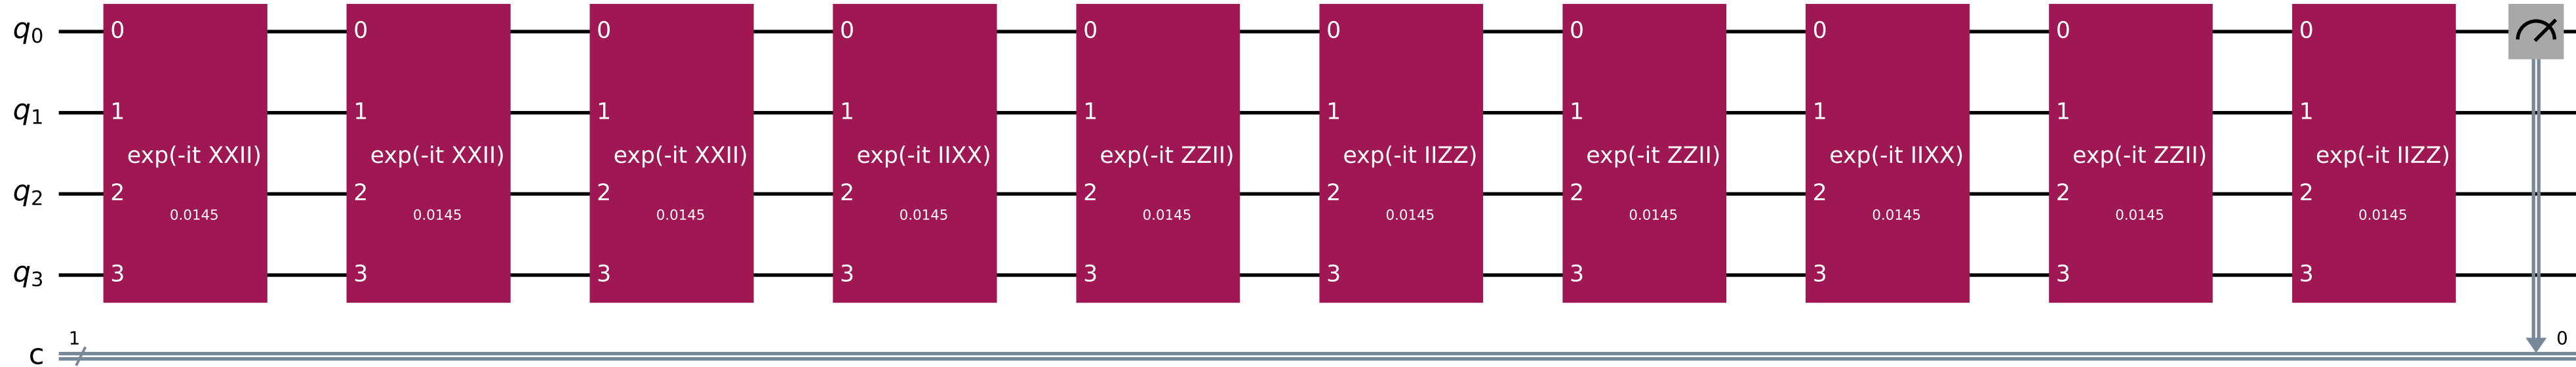 q0 0 0 0 0 0 0 0 0 0 0
q1 1 1 1 1 1 1 1 1 1 1
exp(-it XXII) exp(-it XXII) exp(-it XXII) exp(-it IIXX) exp(-it ZZII) exp(-it IIZZ) exp(-it ZZII) exp(-it IIXX) exp(-it ZZII) exp(-it IIZZ)
q2 2 2 2 2 2 2 2 2 2 2
0.0145 0.0145 0.0145 0.0145 0.0145 0.0145 0.0145 0.0145 0.0145 0.0145
q3 3 3 3 3 3 3 3 3 3 3
1 0
c